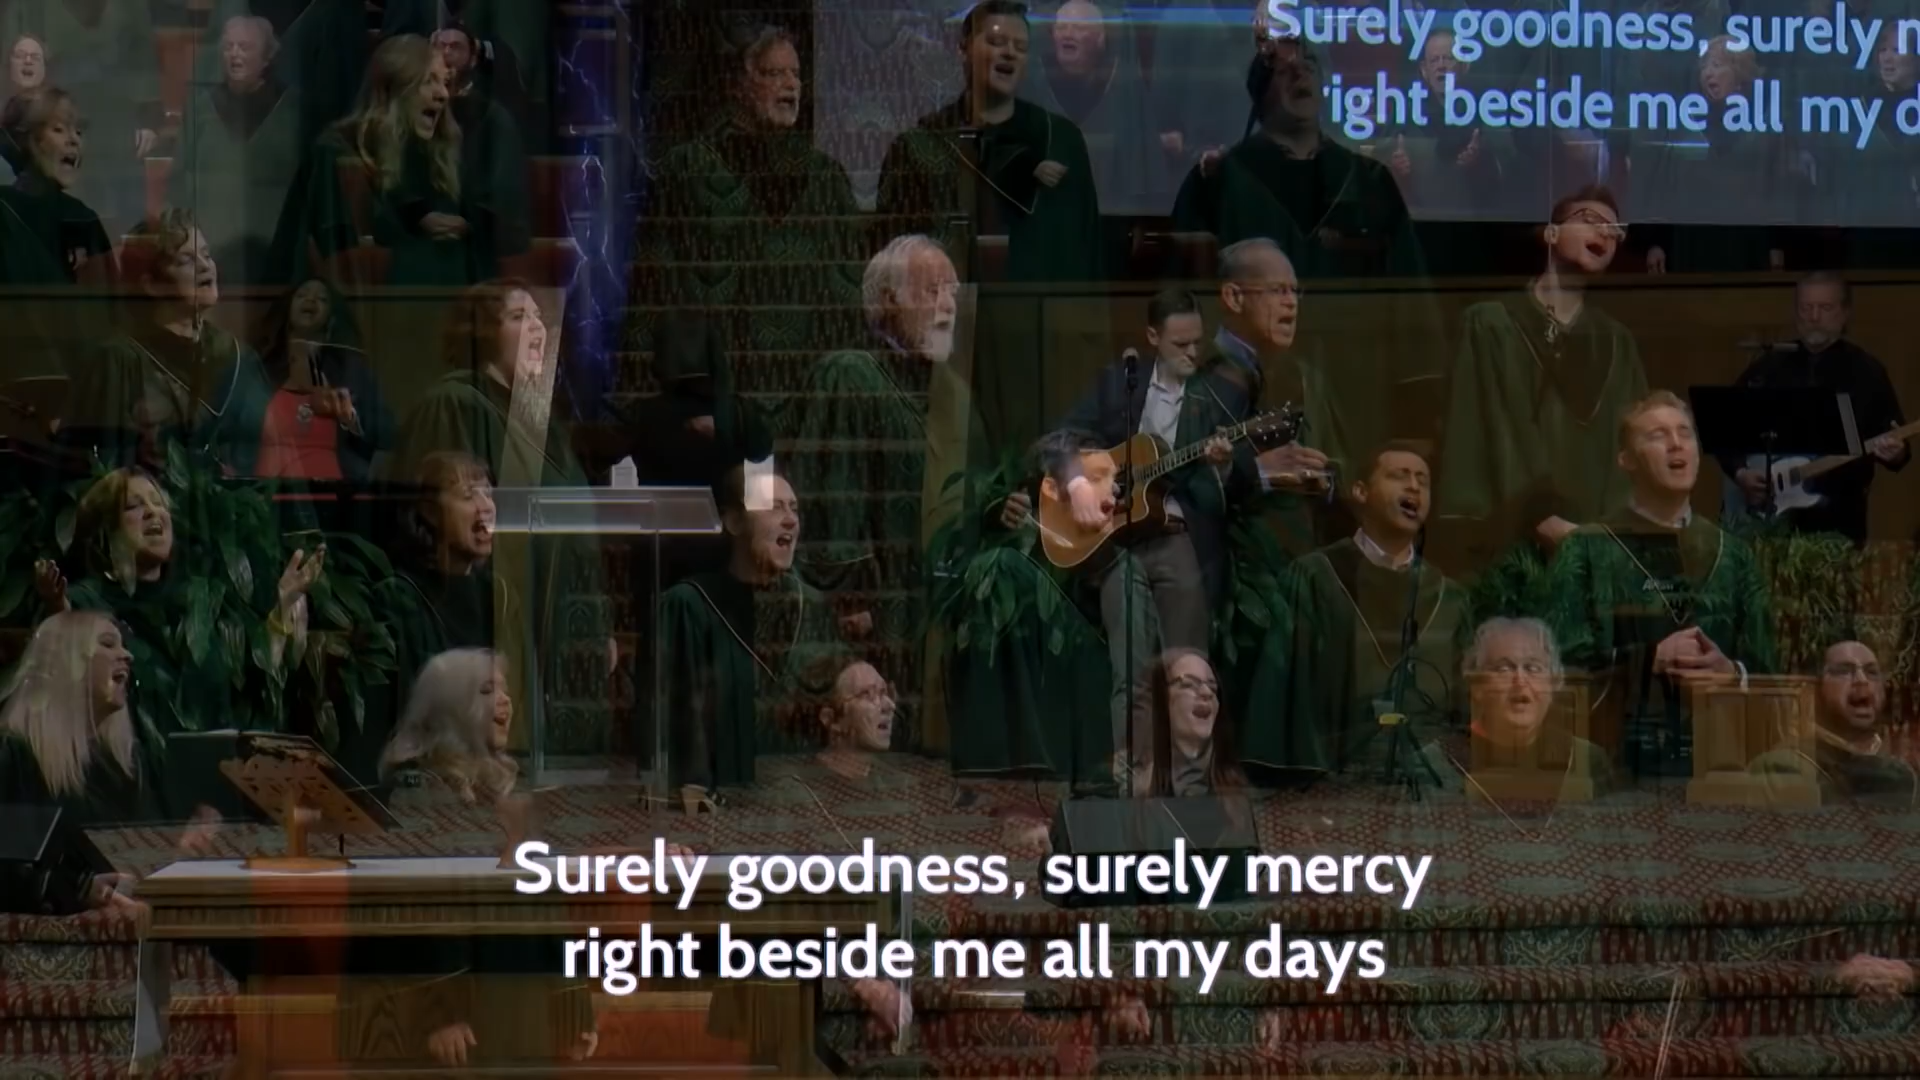 Surely goodness, surely
right beside me all my
Surely goodness, surely mercy
right beside me all my days